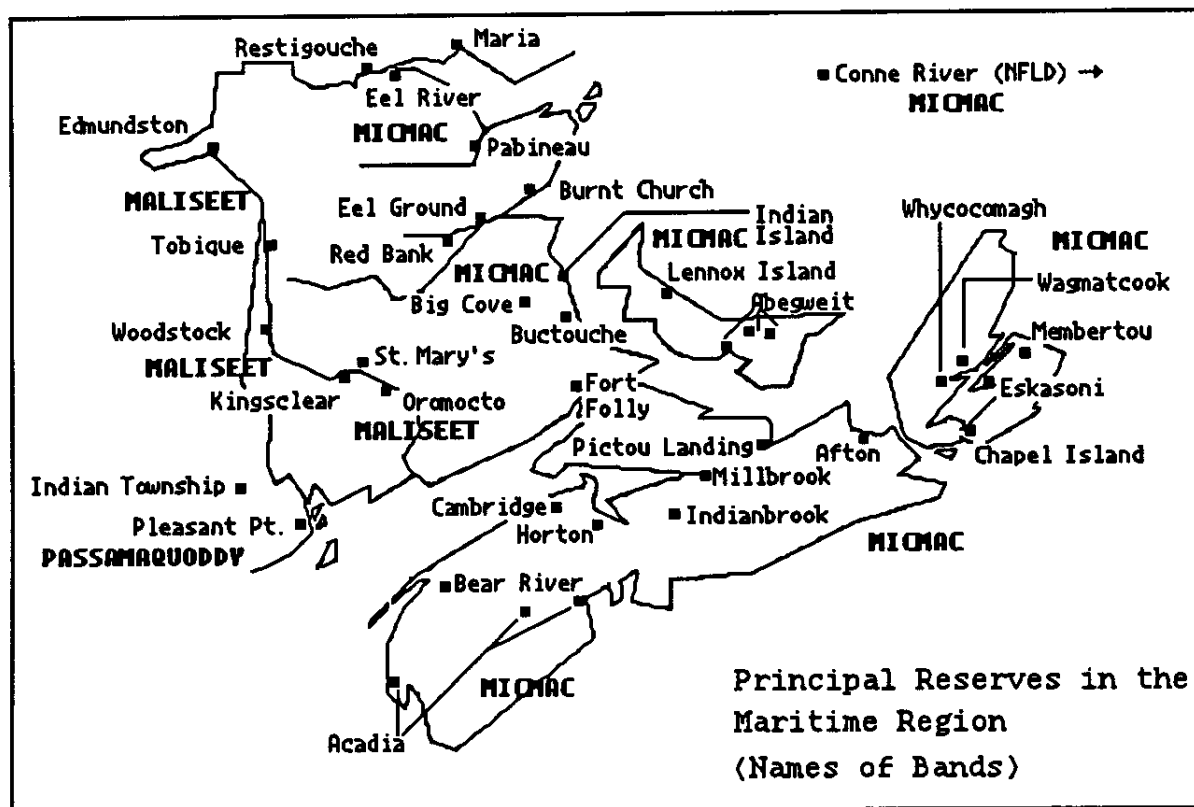 Maria
Restigouche
■ Conne River (NFLD) →
Eel River
MICMAC
Edmundston
MICMAC
Pabineau
Burnt Church
MALISEET
Eel Ground
Indian
Island
Whycocomagh
Tobique
Red Bank
MICMAC
MICMAC
MICMAC
Lennox Island
Wagmatcook
Big Cove
Abegweit
Woodstock
Buctouche
Membertou
MALISEET
St. Mary's
Kingsclear
Oromocto
Fort
Folly
Eskasoni
MALISEET
Pictou Landing
Afton
Chapel Island
Indian Township
Millbrook
Cambridge
Pleasant Pt.
Horton
Indianbrook
PASSAMAQUODDY
MICMAC
Bear River
MICMAC
Acadia
Principal Reserves in the
Maritime Region
(Names of Bands)